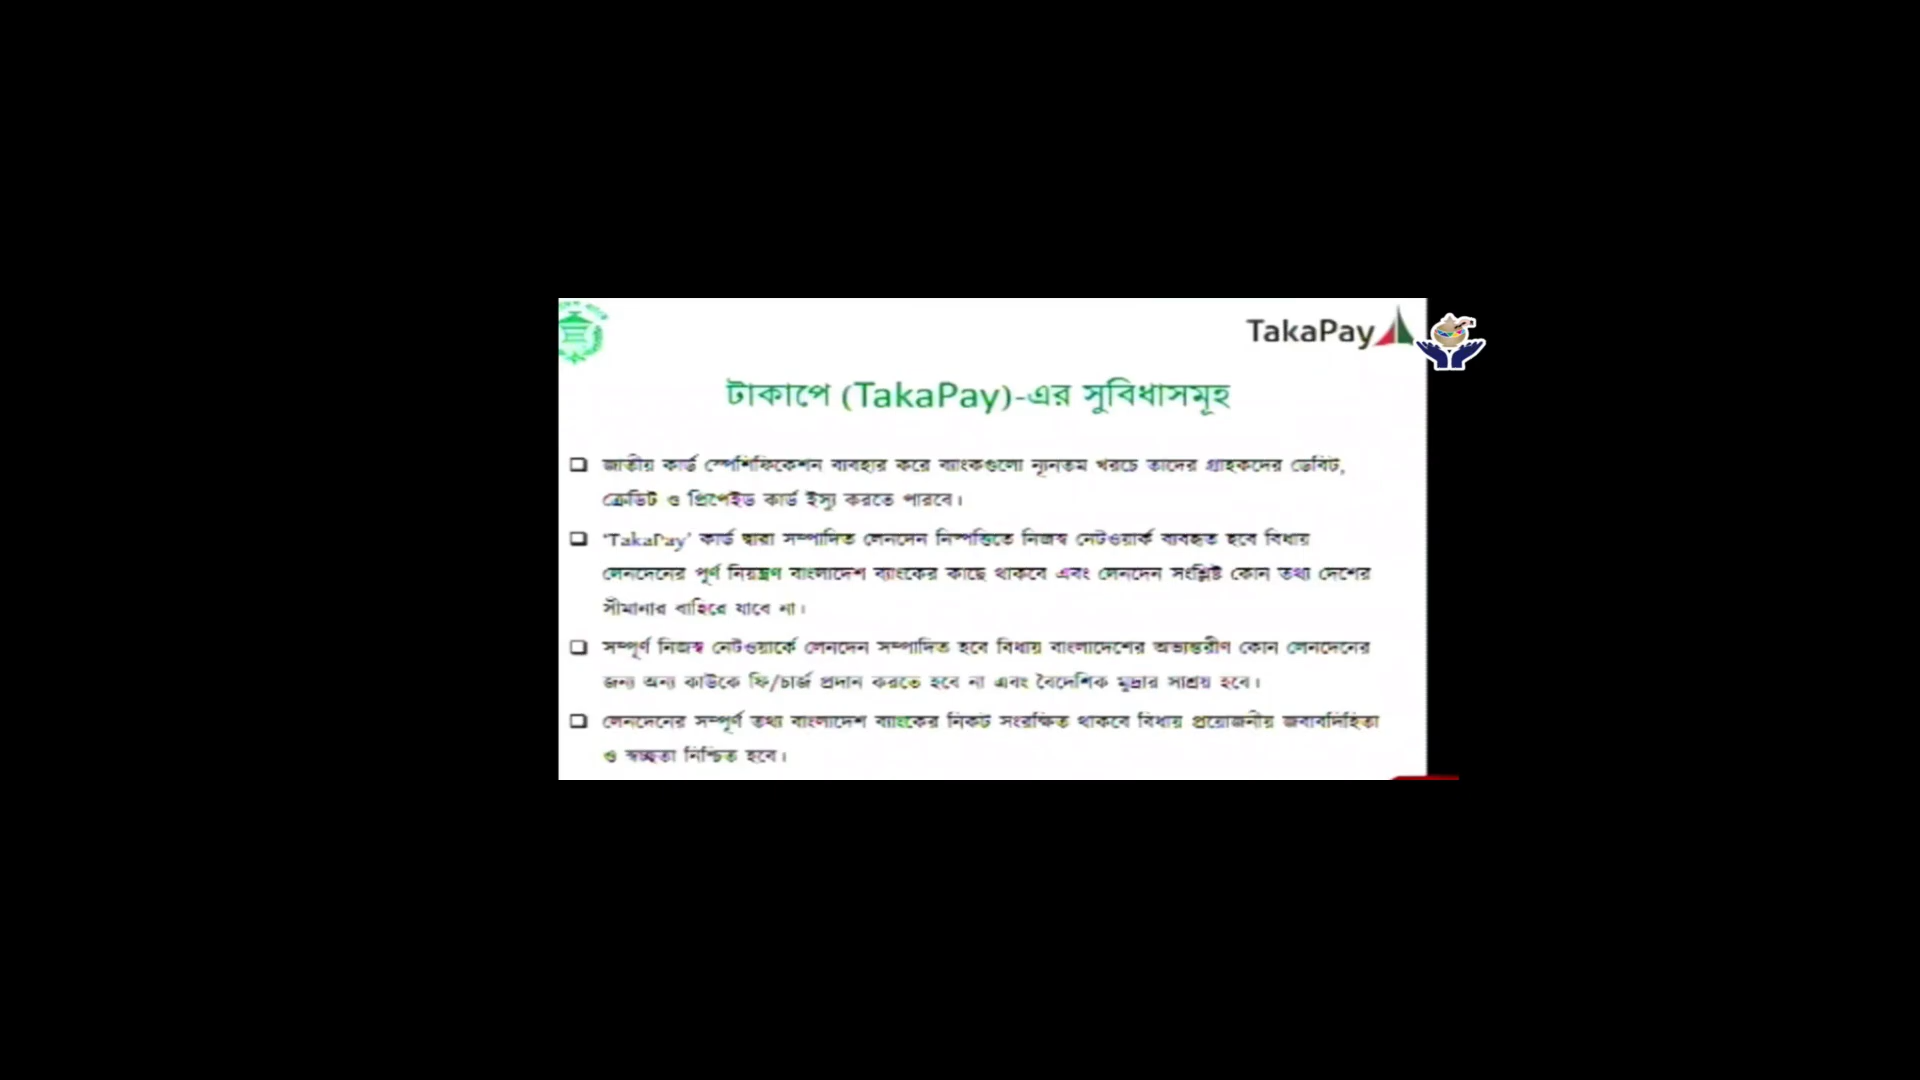 TakaPay
টাকাপে (TakaPay)-এর সুবিধাসমূহ
জাতীয় কার্ড স্পেশিফিকেশন ব্যবহার করে ব্যাংকগুলো ন্যূনতম খরচে তাদের গ্রাহকদের ডেবিট,
ক্রেডিট ও প্রিপেইড কার্ড ইস্যু করতে পারবে।
‘TakaPay’ কার্ড দ্বারা সম্পাদিত লেনদেন নিষ্পত্তিতে নিজস্ব নেটওয়ার্ক ব্যবহৃত হবে বিধায়
লেনদেনের পূর্ণ নিয়ন্ত্রণ বাংলাদেশ ব্যাংকের কাছে থাকবে এবং লেনদেন সংশ্লিষ্ট কোন তথ্য দেশের
সীমানার বাহিরে যাবে না।
সম্পূর্ণ নিজস্ব নেটওয়ার্কে লেনদেন সম্পাদিত হবে বিধায় বাংলাদেশের অভ্যন্তরীণ কোন লেনদেনের
জন্য অন্য কাউকে ফি/চার্জ প্রদান করতে হবে না এবং বৈদেশিক মুদ্রার সাশ্রয় হবে।
লেনদেনের সম্পূর্ণ তথ্য বাংলাদেশ ব্যাংকের নিকট সংরক্ষিত থাকবে বিধায় প্রয়োজনীয় জবাবদিহিতা
ও স্বচ্ছতা নিশ্চিত হবে।